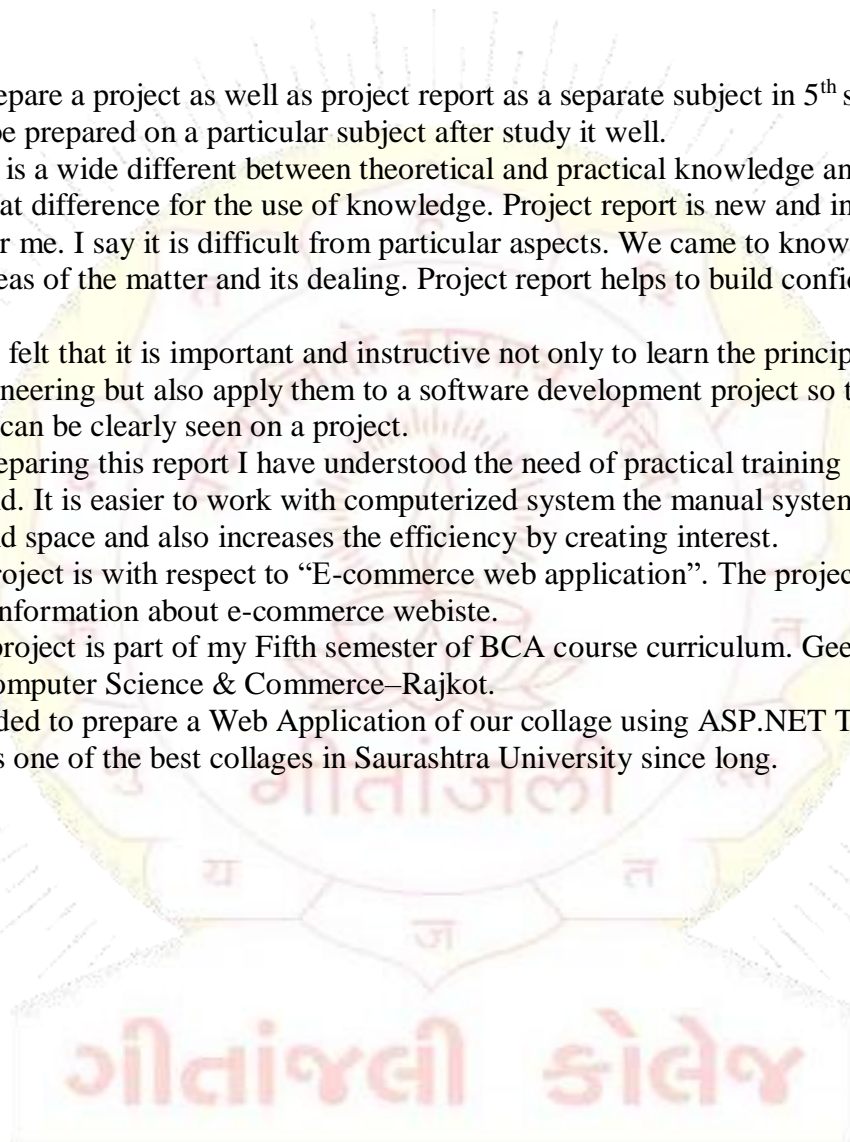 epare a project as well as project report as a separate subject in 5th s
be prepared on a particular subject after study it well.
is a wide different between theoretical and practical knowledge an
at difference for the use of knowledge. Project report is new and in
r me. I say it is difficult from particular aspects. We came to know
eas of the matter and its dealing. Project report helps to build confid
felt that it is important and instructive not only to learn the princip
neering but also apply them to a software development project so t
can be clearly seen on a project.
eparing this report I have understood the need of practical training
d. It is easier to work with computerized system the manual system
d space and also increases the efficiency by creating interest.
roject is with respect to “E-commerce web application”. The projec
nformation about e-commerce webiste.
project is part of my Fifth semester of BCA course curriculum. Gee
omputer Science & Commerce–Rajkot.
ded to prepare a Web Application of our collage using ASP.NET T
s one of the best collages in Saurashtra University since long.
ગીતાંજલી
ગીતાંજલી કોલેજ